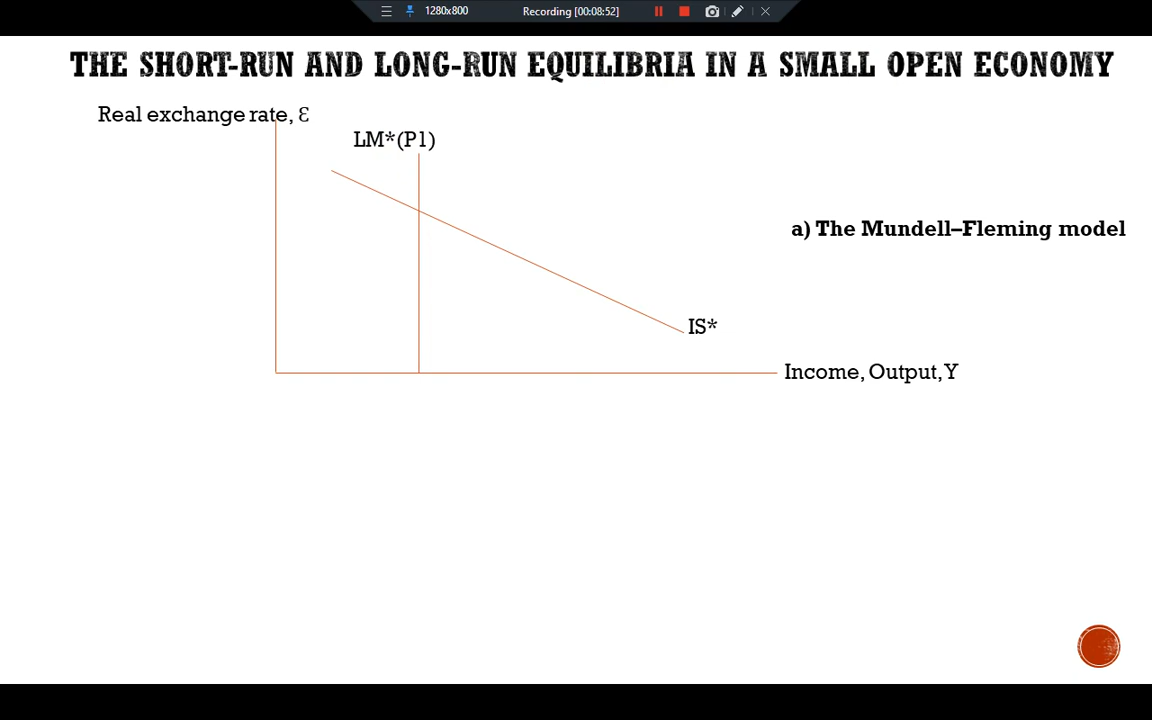 1280x800 Recording [00:08:52]
THE SHORT-RUN AND LONG-RUN EQUILIBRIA IN A SMALL OPEN ECONOMY
Real exchange rate, Ɛ
LM*(P1)
a) The Mundell–Fleming model
IS*
Income, Output, Y